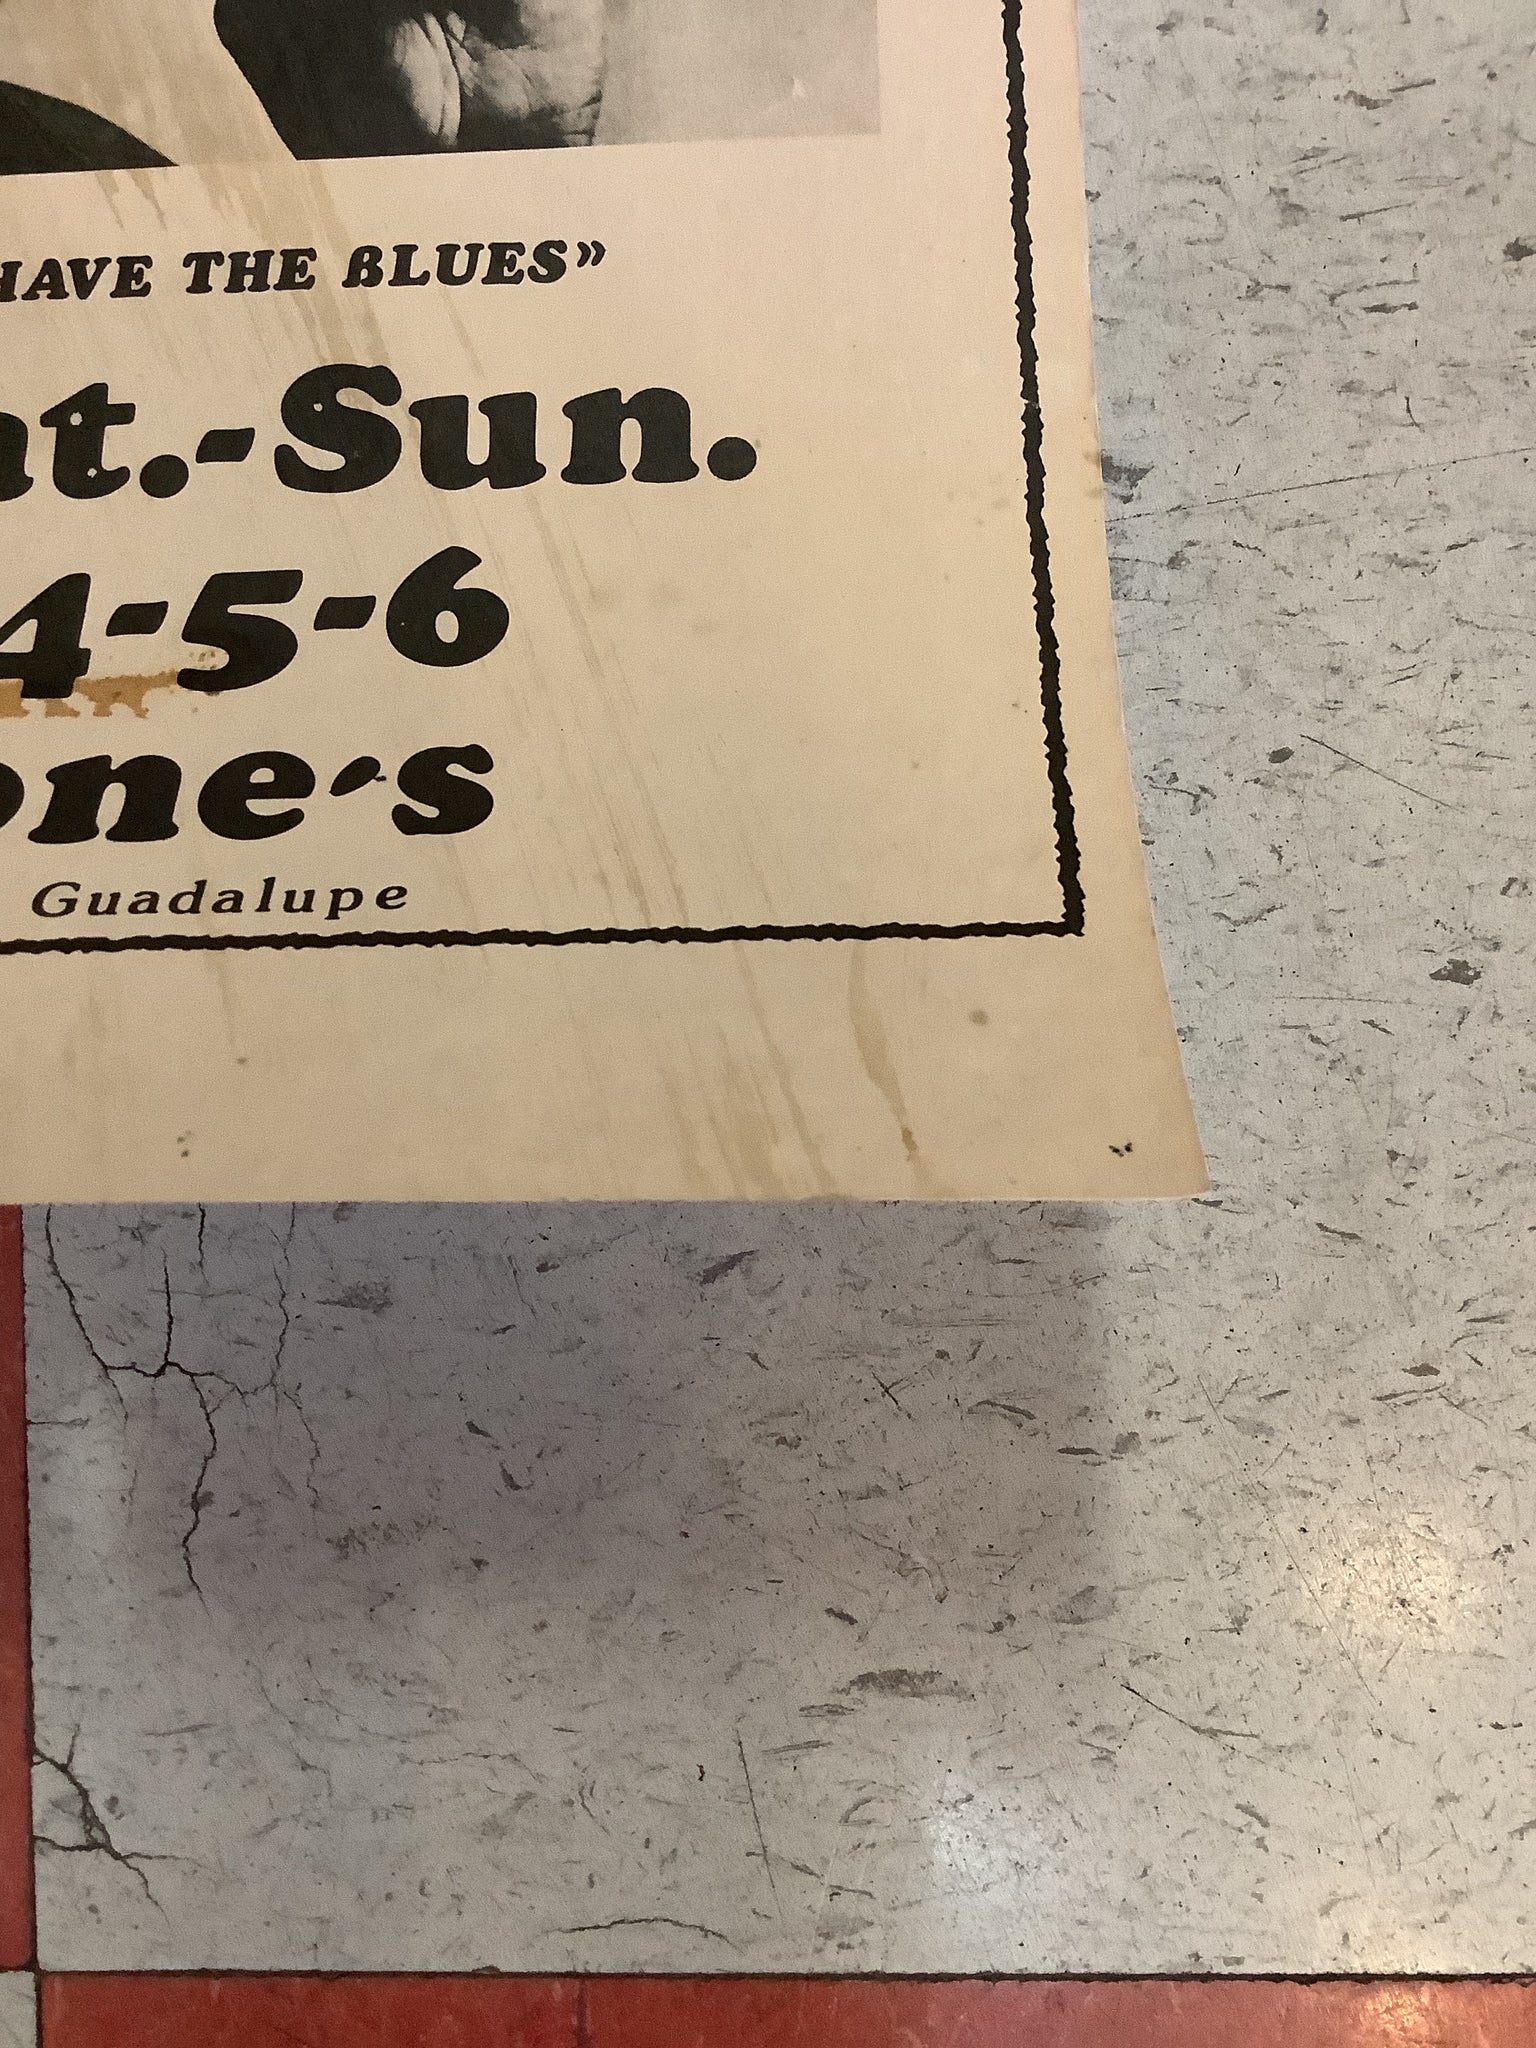 HAVE THE BLUES»
at.-Sun.
4-5-6
one's
Guadalupe